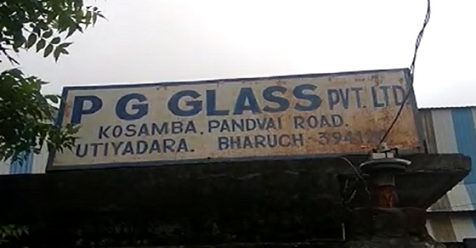 P G GLASS PVT. LTD.
KOSAMBA, PANDVAI ROAD.
UTIYADARA. BHARUCH-